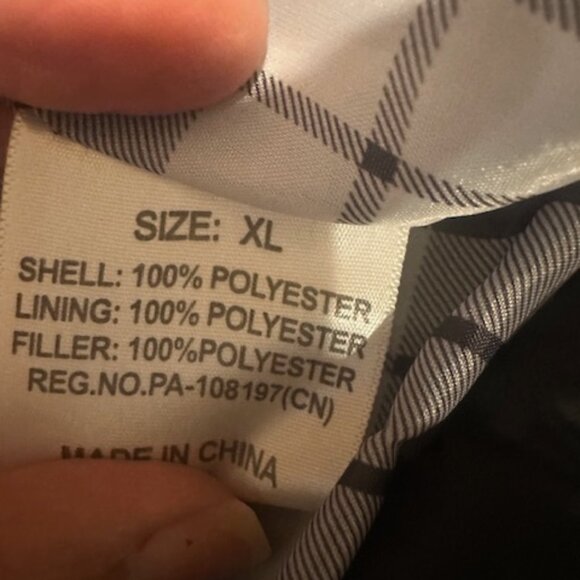 SIZE: XL
SHELL: 100% POLYESTER
LINING: 100% POLYESTER
FILLER: 100%POLYESTER
REG.NO.PA-108197(CN)
MADE IN CHINA